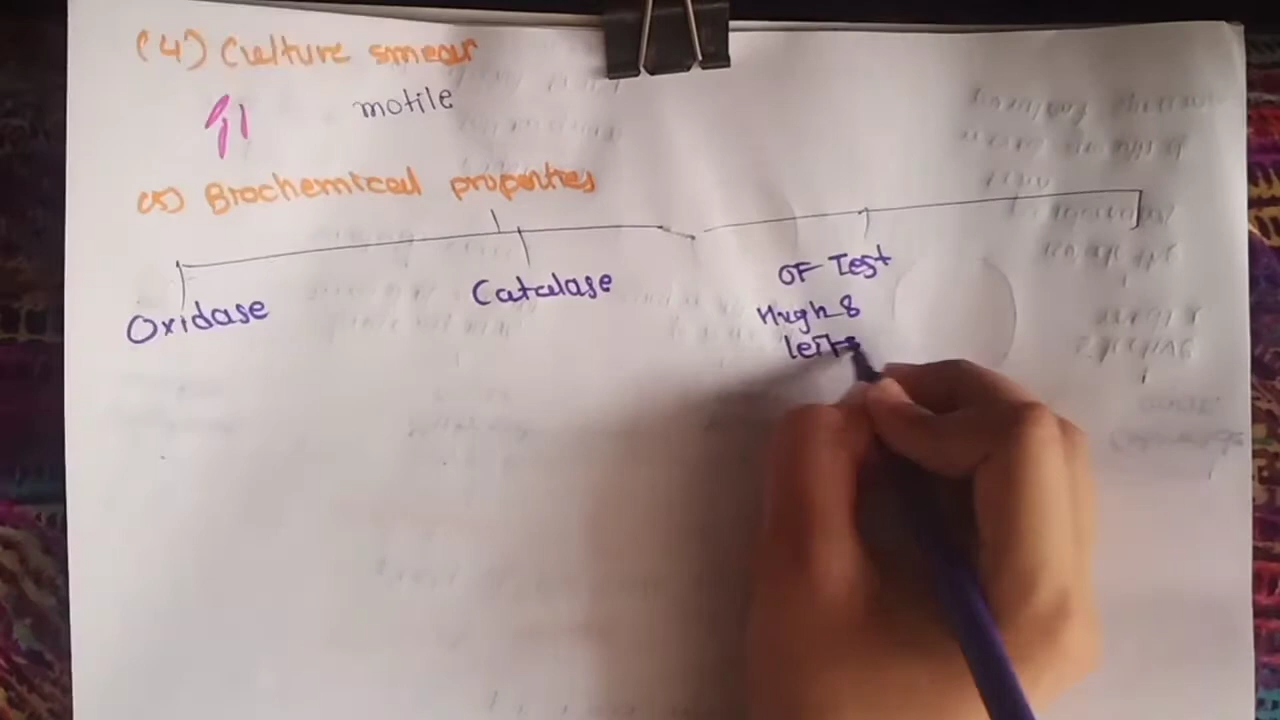 (4) Culture smear
motile
(5) Biochemical properties
Oxidase
Catalase
OF Test
Hugh &